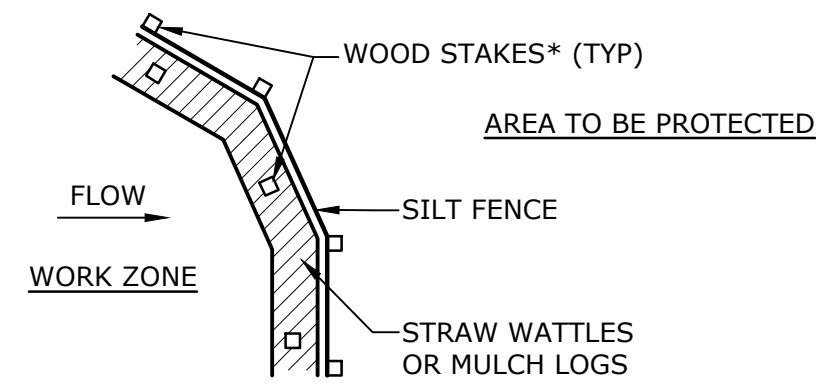 WOOD STAKES* (TYP)
AREA TO BE PROTECTED
FLOW
SILT FENCE
WORK ZONE
STRAW WATTLES
OR MULCH LOGS